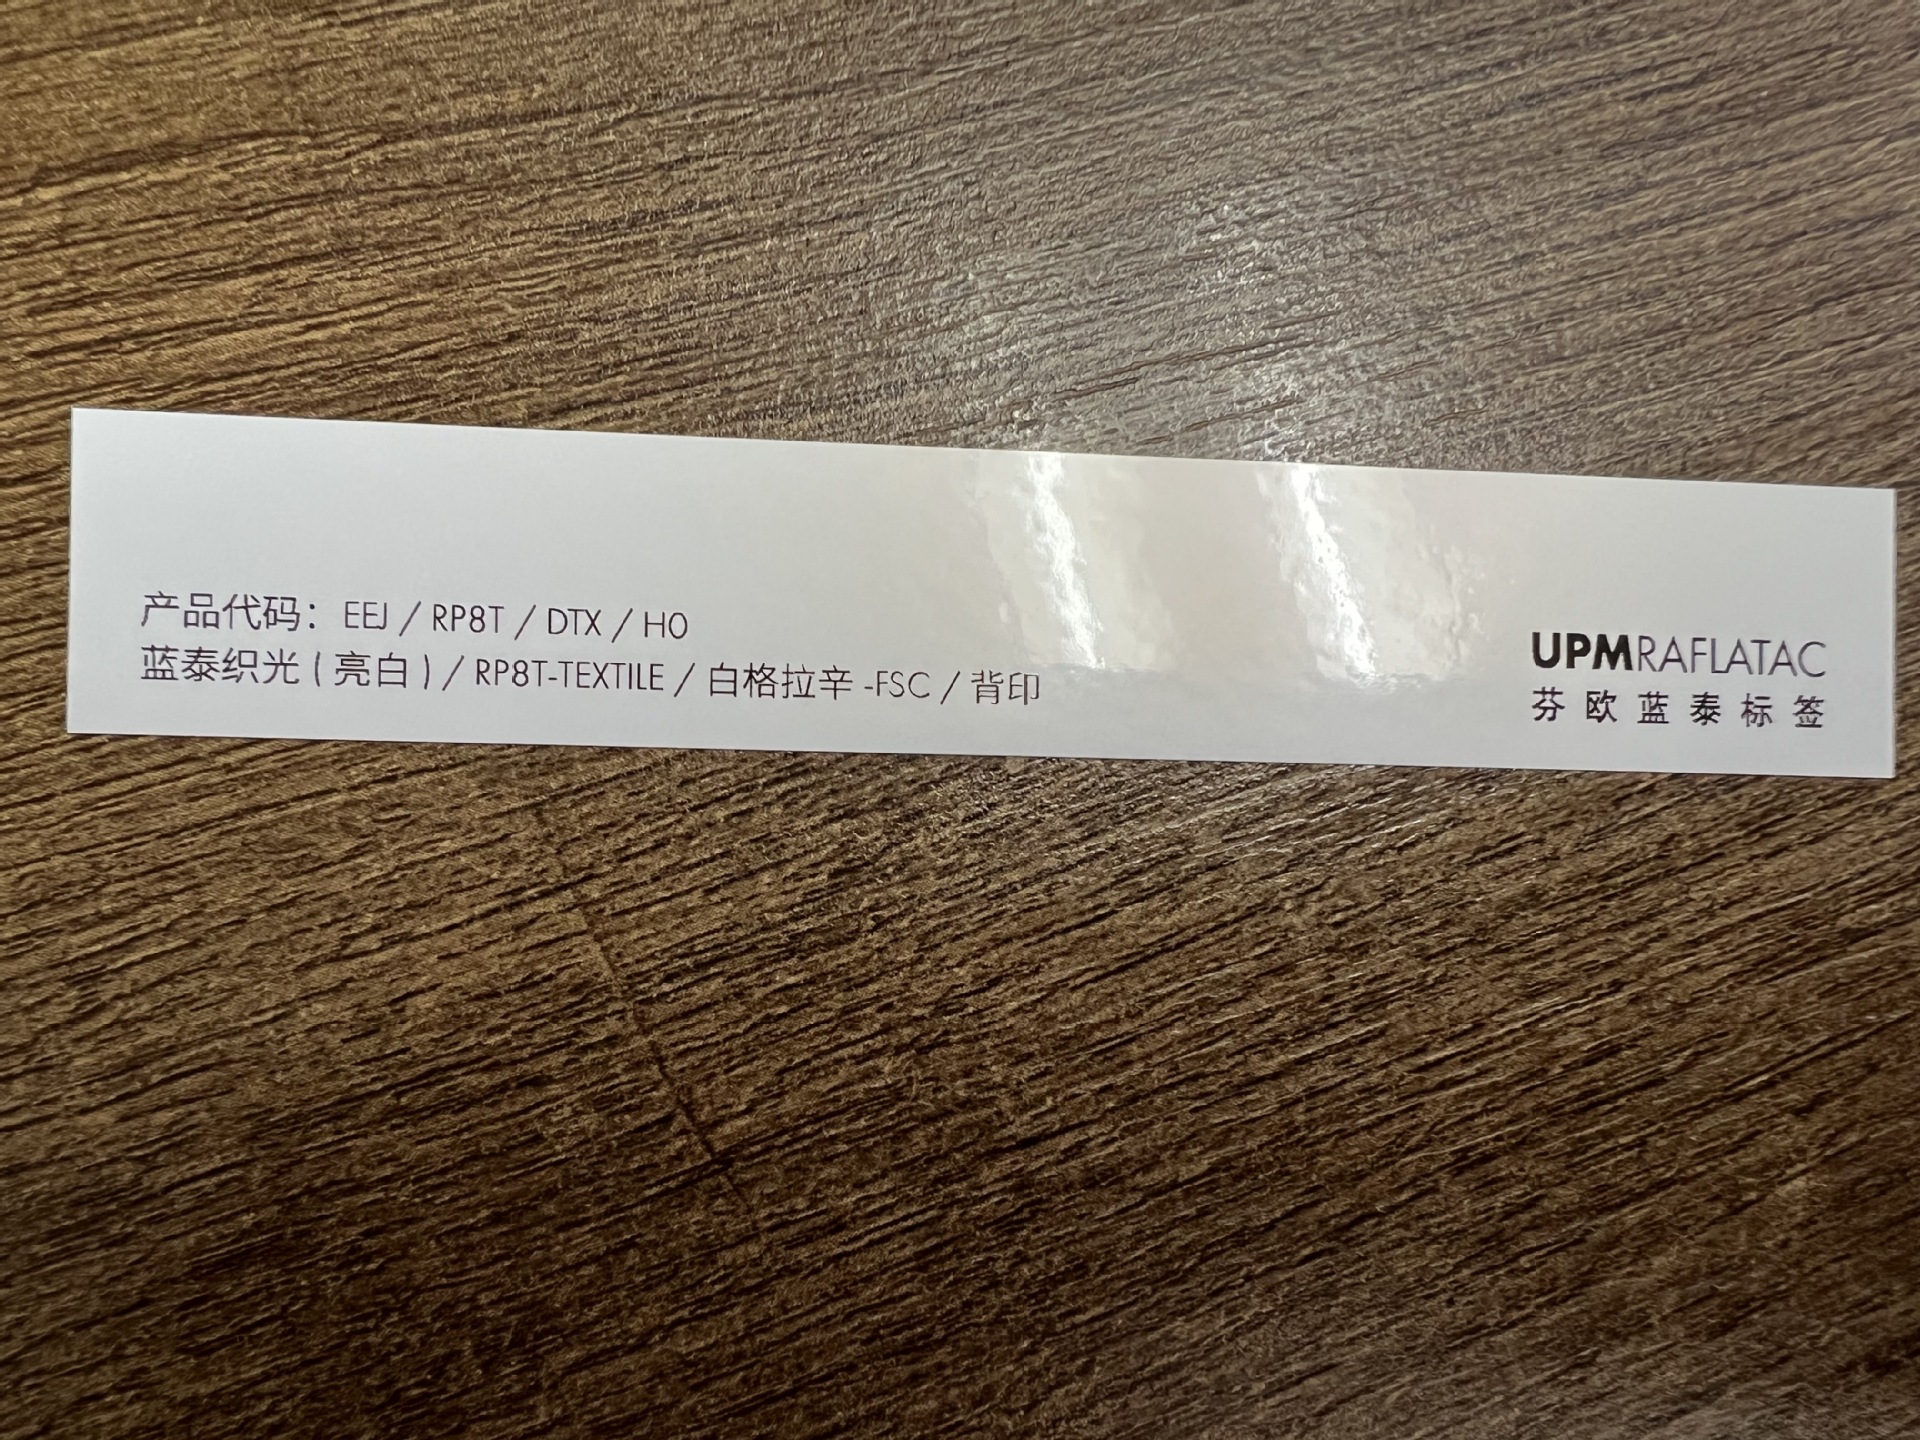 产品代码：EEJ / RP8T / DTX / H0
蓝泰织光 ( 亮白 ) / RP8T-TEXTILE / 白格拉辛 -FSC / 背印
UPMRAFLATAC
芬欧蓝泰标签